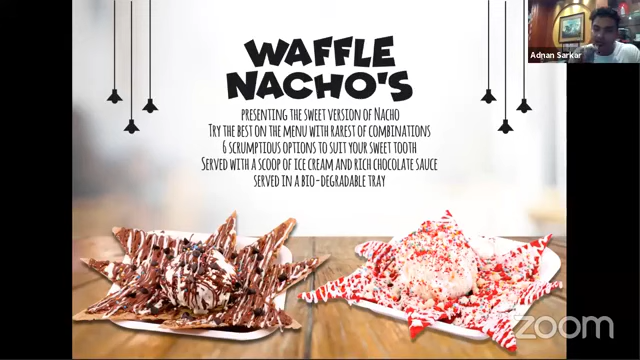 Adnan Sarkar
WAFFLE
NACHO'S
PRESENTING THE SWEET VERSION OF NACHO
TRY THE BEST ON THE MENU WITH RAREST OF COMBINATIONS
6 SCRUMPTIOUS OPTIONS TO SUIT YOUR SWEET TOOTH
SERVED WITH A SCOOP OF ICE CREAM AND RICH CHOCOLATE SAUCE
SERVED IN A BIO-DEGRADABLE TRAY
zoom